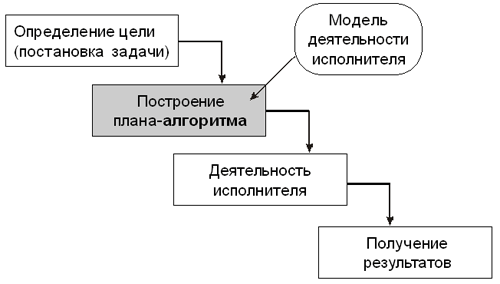 Определение цели
(постановка задачи)
Модель
деятельности
исполнителя
Построение
плана-алгоритма
Деятельность
исполнителя
Получение
результатов